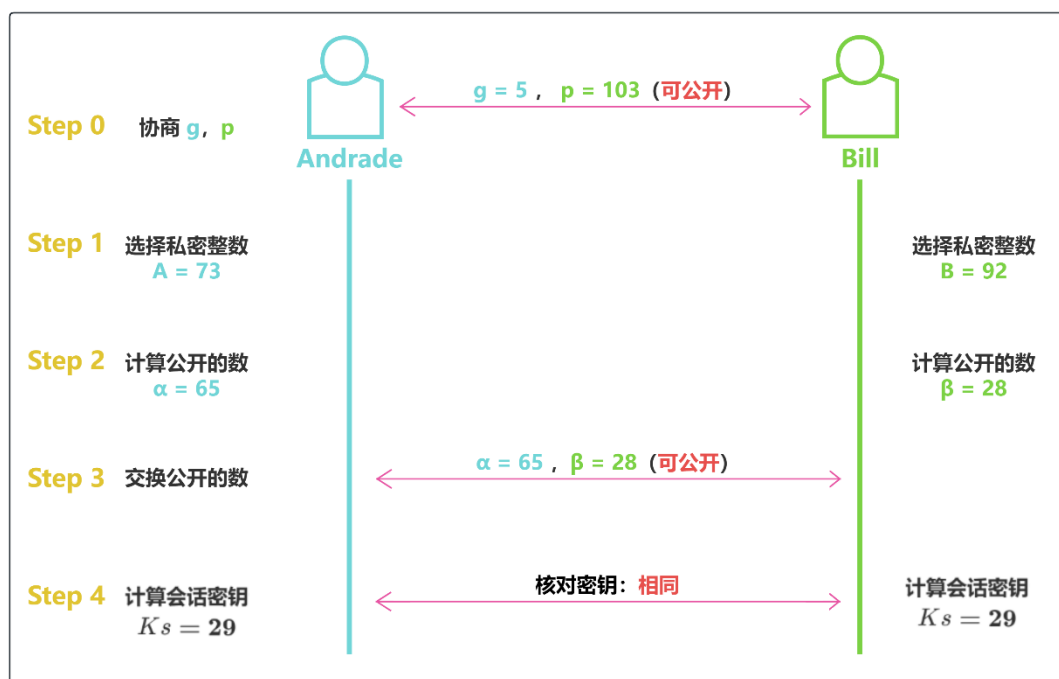 g = 5 ， p = 103 (可公开)
Step 0 协商 g，p
Andrade Bill
Step 1 选择私密整数 选择私密整数
A = 73 B = 92
Step 2 计算公开的数 计算公开的数
α = 65 β = 28
α = 65 ， β = 28 (可公开)
Step 3 交换公开的数
核对密钥：相同
Step 4 计算会话密钥 计算会话密钥
Ks = 29 Ks = 29